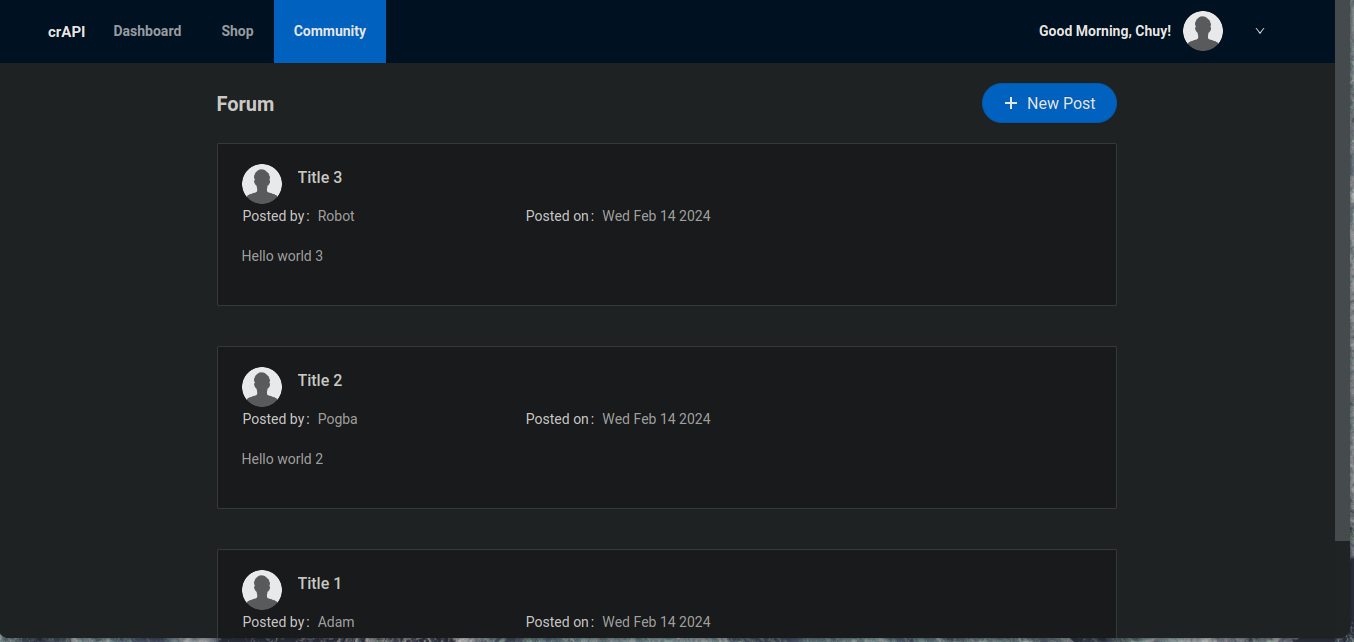 crAPI Dashboard Shop Community Good Morning, Chuy!
Forum + New Post
Title 3
Posted by: Robot Posted on: Wed Feb 14 2024
Hello world 3
Title 2
Posted by: Pogba Posted on: Wed Feb 14 2024
Hello world 2
Title 1
Posted by: Adam Posted on: Wed Feb 14 2024